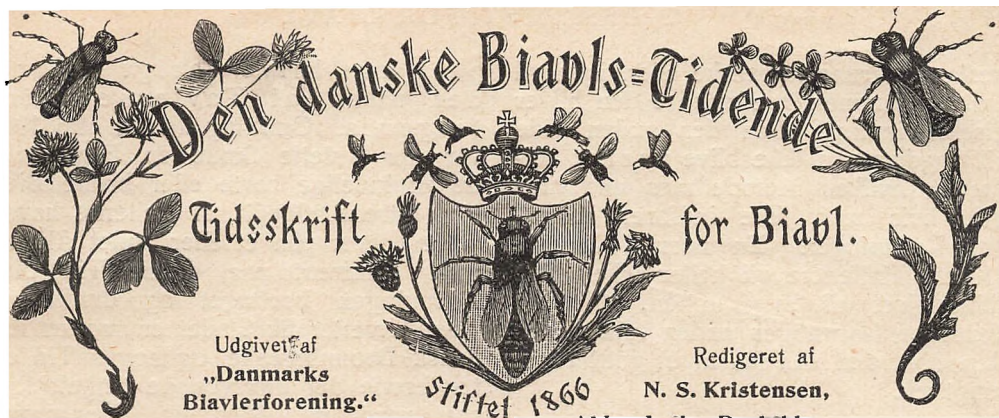 Den danske Biavls=Tidende
Tidsskrift for Biavl.
Udgivet af
„Danmarks
Biavlerforening.“
Stiftet 1866
Redigeret af
N. S. Kristensen,